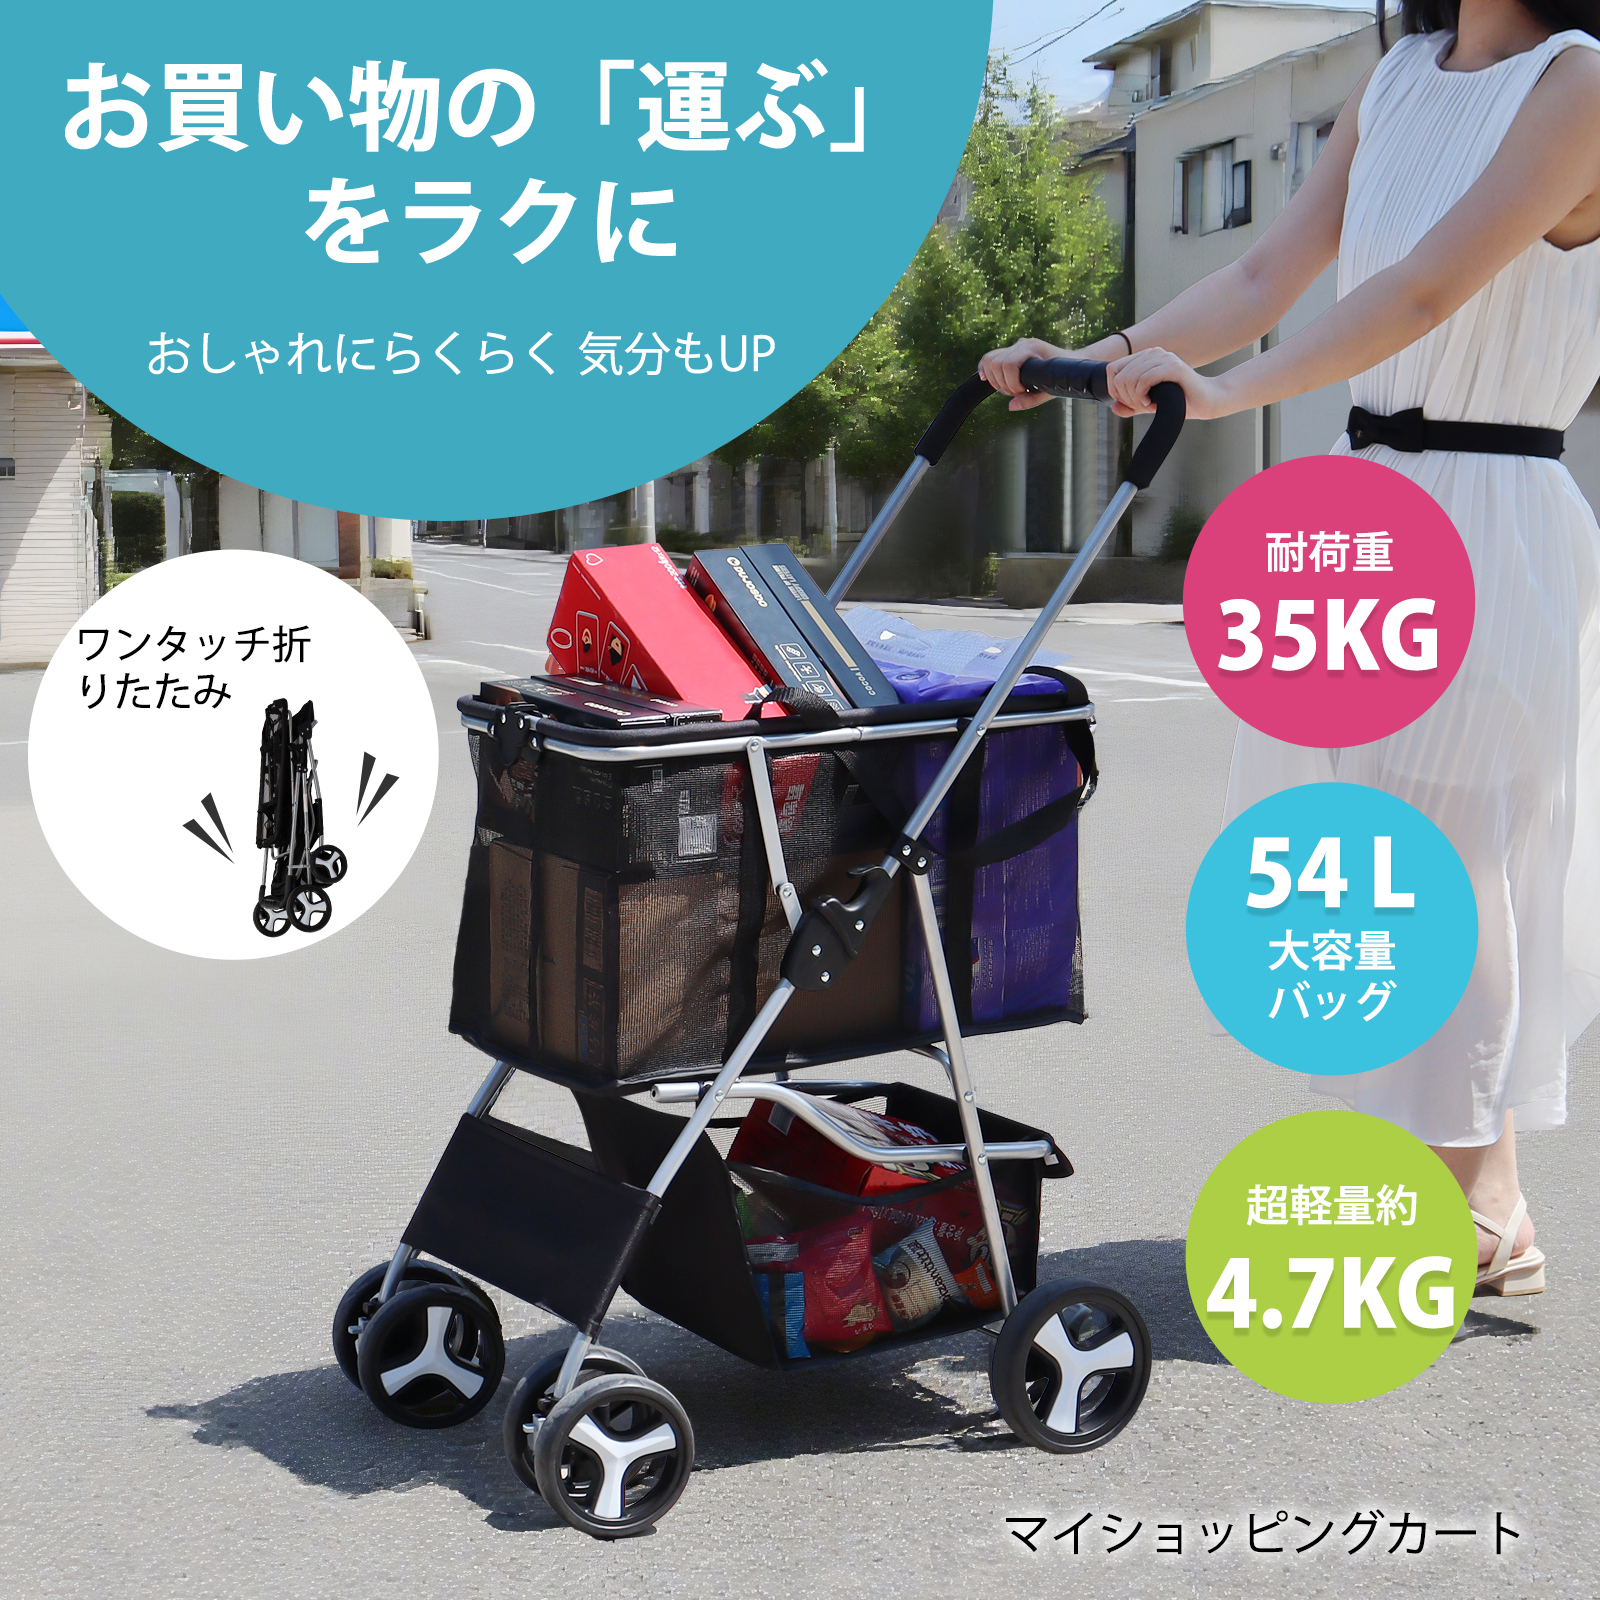 お買い物の「運ぶ」
をラクに
おしゃれにらくらく 気分もUP
ワンタッチ折
りたたみ
耐荷重
35KG
54L
大容量
バッグ
超軽量約
4.7KG
マイショッピングカート
COCOA